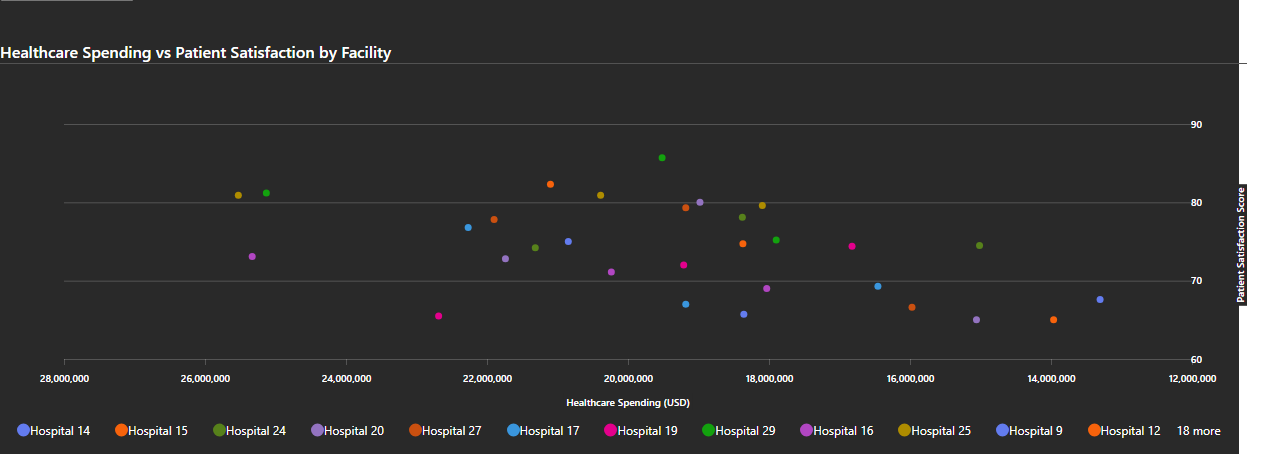 Healthcare Spending vs Patient Satisfaction by Facility
90
80
70
60
Patient Satisfaction Score
28,000,000 26,000,000 24,000,000 22,000,000 20,000,000 18,000,000 16,000,000 14,000,000 12,000,000
Healthcare Spending (USD)
Hospital 14 Hospital 15 Hospital 24 Hospital 20 Hospital 27 Hospital 17 Hospital 19 Hospital 29 Hospital 16 Hospital 25 Hospital 9 Hospital 12 18 more